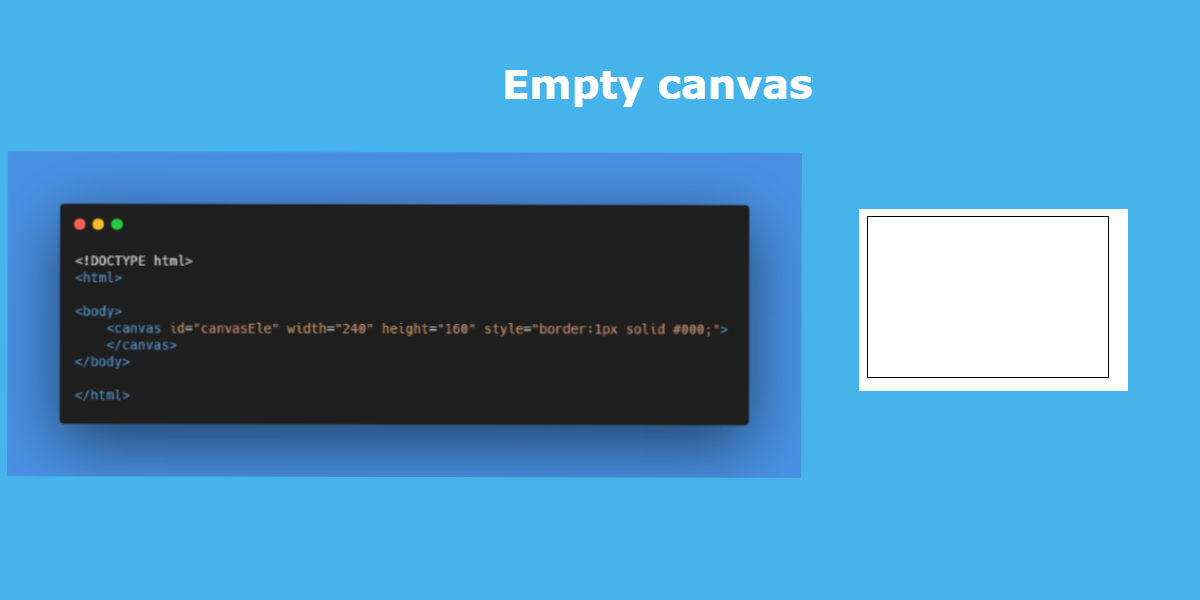 Empty canvas
<!DOCTYPE html>
<html>
<body>
<canvas id="canvasEle" width="240" height="160" style="border:1px solid #000;">
</canvas>
</body>
</html>